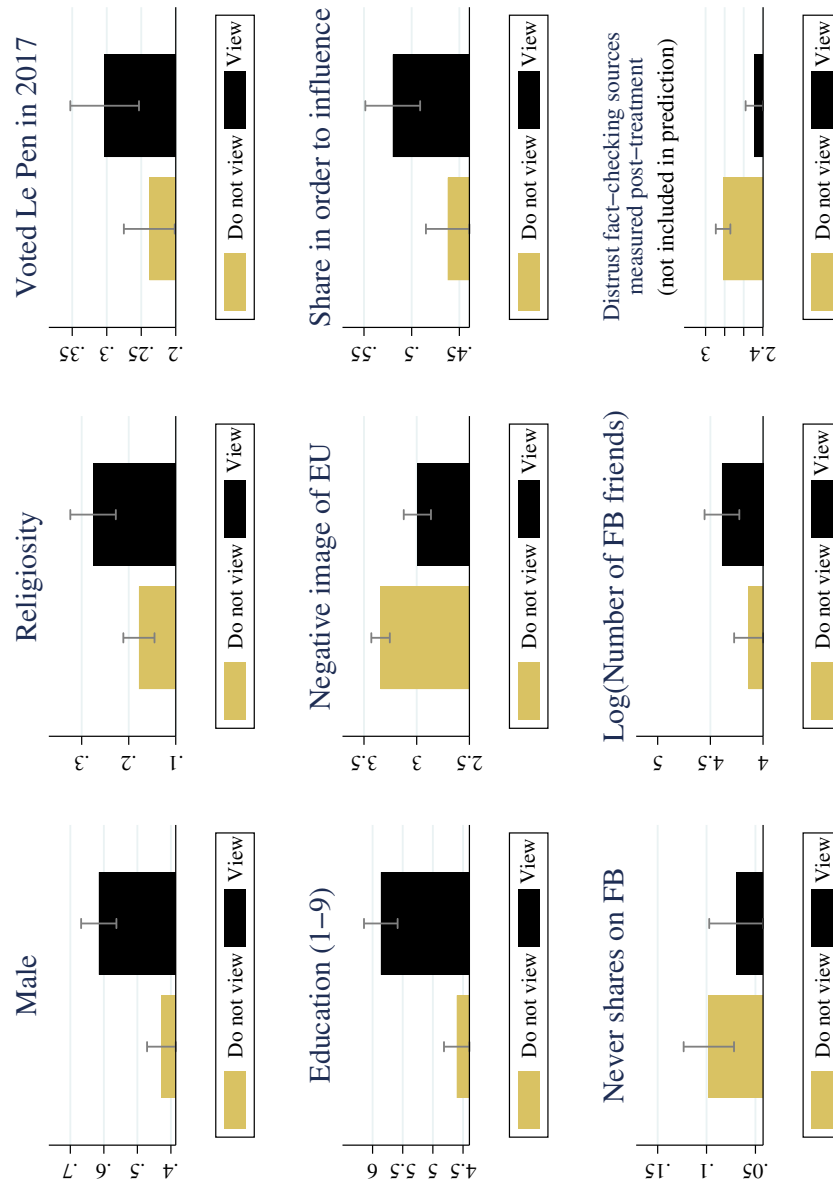 Male
.4 .5 .6 .7
Do not view View
Religiosity
.1 .2 .3
Do not view View
Voted Le Pen in 2017
.2 .25 .3 .35
Do not view View
Education (1–9)
4.5 5 5.5 6
Do not view View
Negative image of EU
2.5 3 3.5
Do not view View
Share in order to influence
.45 .5 .55
Do not view View
Never shares on FB
.05 .1 .15
Do not view View
Log(Number of FB friends)
4 4.5 5
Do not view View
Distrust fact–checking sources
measured post–treatment
(not included in prediction)
2.4 3
Do not view View